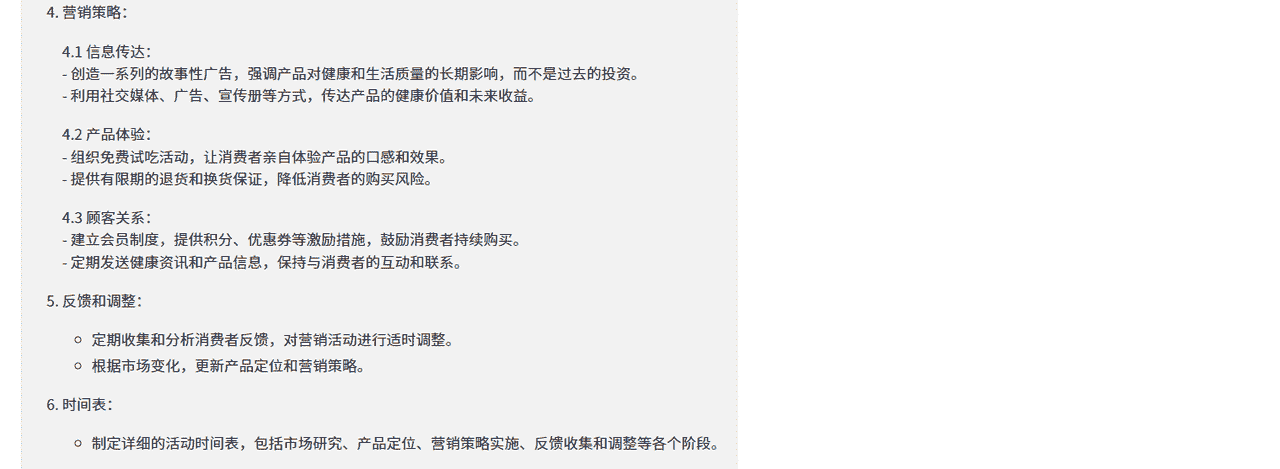 4. 营销策略：
4.1 信息传达：
- 创造一系列的故事性广告，强调产品对健康和生活质量的长期影响，而不是过去的投资。
- 利用社交媒体、广告、宣传册等方式，传达产品的健康价值和未来收益。
4.2 产品体验：
- 组织免费试吃活动，让消费者亲自体验产品的口感和效果。
- 提供有限期的退货和换货保证，降低消费者的购买风险。
4.3 顾客关系：
- 建立会员制度，提供积分、优惠券等激励措施，鼓励消费者持续购买。
- 定期发送健康资讯和产品信息，保持与消费者的互动和联系。
5. 反馈和调整：
○ 定期收集和分析消费者反馈，对营销活动进行适时调整。
○ 根据市场变化，更新产品定位和营销策略。
6. 时间表：
○ 制定详细的活动时间表，包括市场研究、产品定位、营销策略实施、反馈收集和调整等各个阶段。